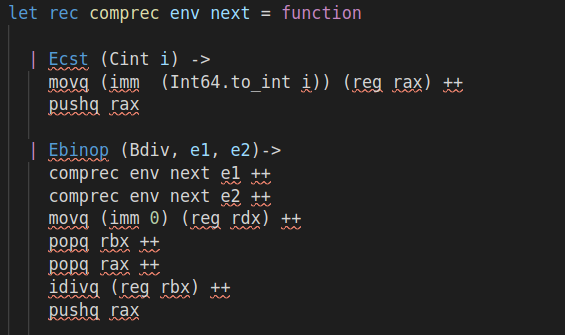 let rec comprec env next = function
| Ecst (Cint i) ->
movq (imm (Int64.to_int i)) (reg rax) ++
pushq rax
| Ebinop (Bdiv, e1, e2)->
comprec env next e1 ++
comprec env next e2 ++
movq (imm 0) (reg rdx) ++
popq rbx ++
popq rax ++
idivq (reg rbx) ++
pushq rax